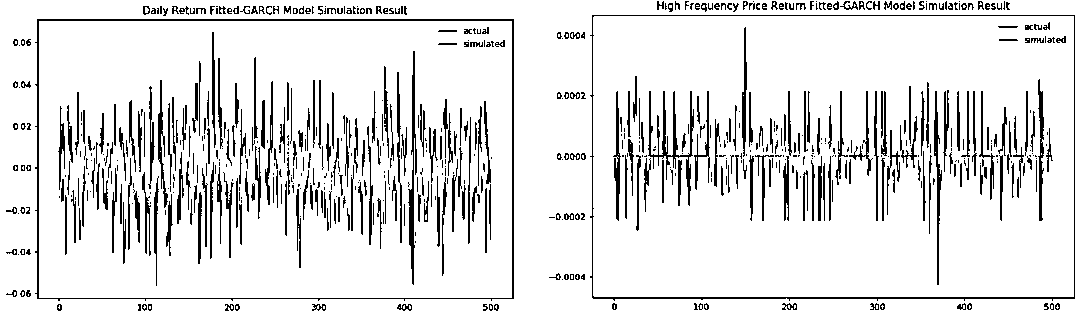 Daily Return Fitted-GARCH Model Simulation Result
actual
simulated
0.06
0.04
0.02
0.00
−0.02
−0.04
−0.06
0 100 200 300 400 500
High Frequency Price Return Fitted-GARCH Model Simulation Result
actual
simulated
0.0004
0.0002
0.0000
−0.0002
−0.0004
0 100 200 300 400 500